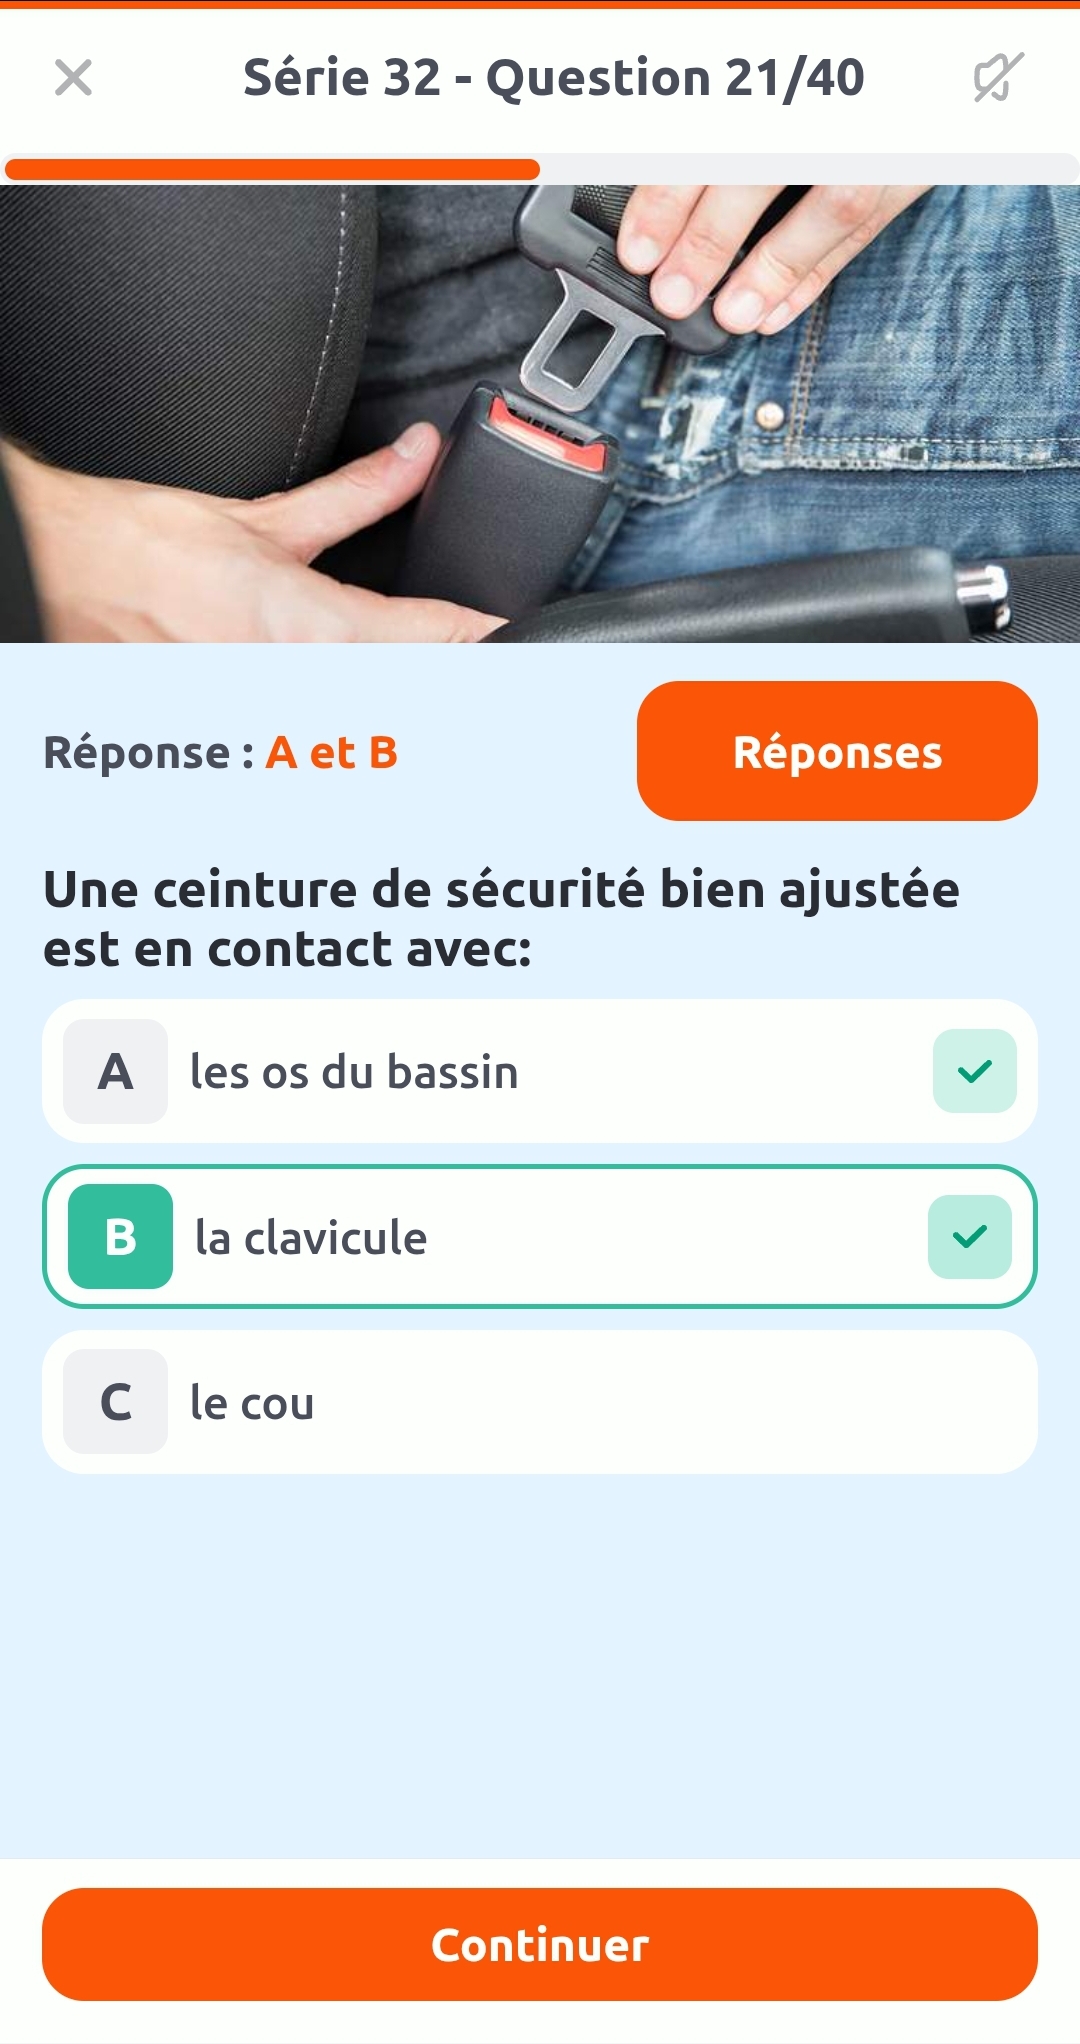 Série 32 - Question 21/40
Réponse : A et B
Réponses
Une ceinture de sécurité bien ajustée
est en contact avec:
A les os du bassin
B la clavicule
C le cou
Continuer